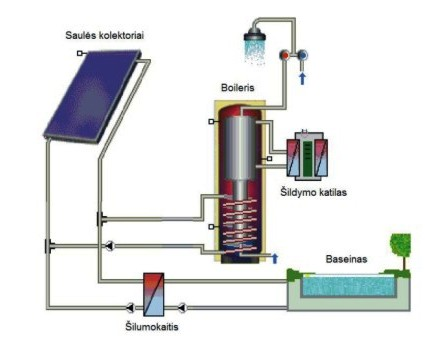 Saulės kolektoriai
Boileris
Šildymo katilas
Baseinas
Šilumokaitis